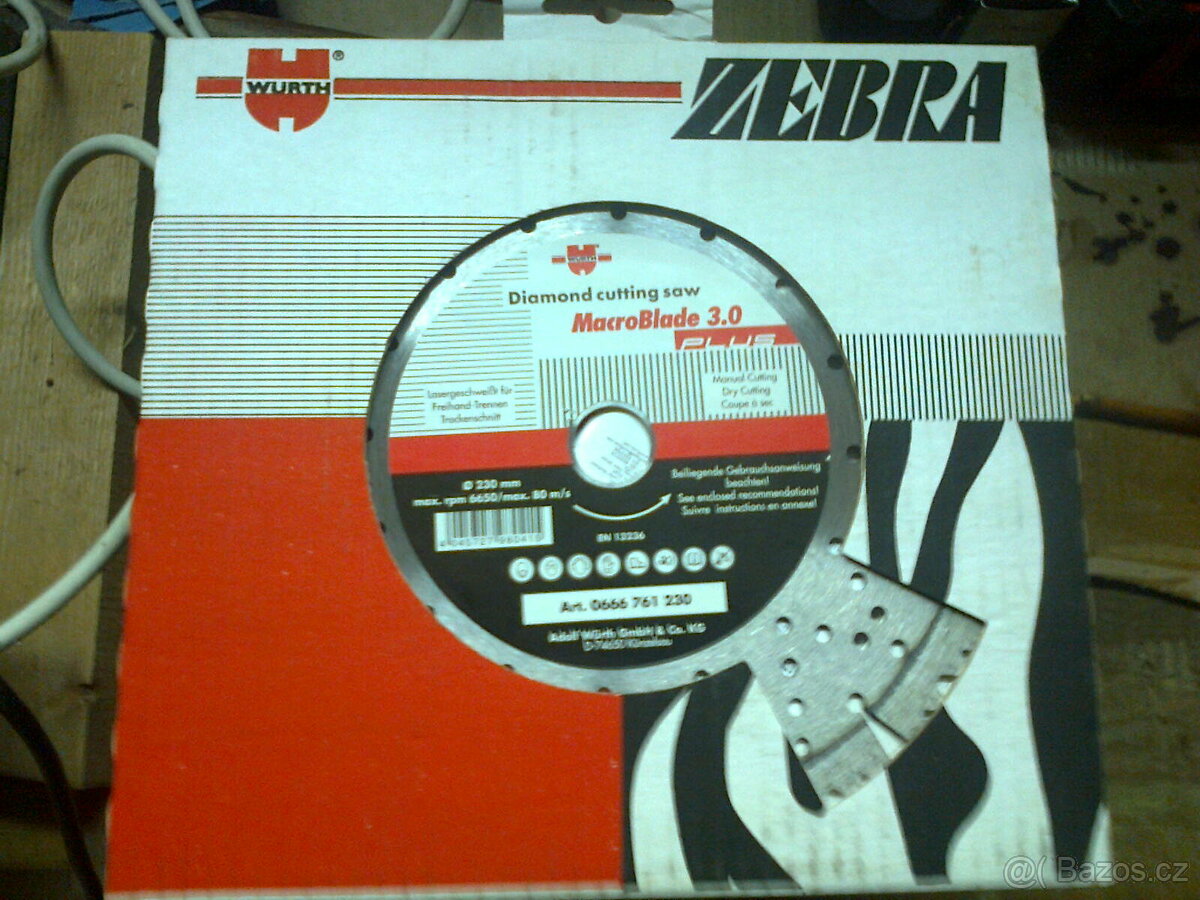 WURTH®
ZEBRA
WURTH
Diamond cutting saw
MacroBlade 3.0
PLUS
Lasergeschweißt für
Freihand-Trennen
Trockenschnitt
Manual Cutting
Dry Cutting
Coupe à sec
Ø 230 mm
max. rpm 6650/max. 80 m/s
Beiliegende Gebrauchsanweisung
beachten!
See enclosed recommendations!
Suivre instructions en annexe!
EN 13236
Art. 0666 761 230
Adolf Würth GmbH & Co. KG
@( Bazos.cz